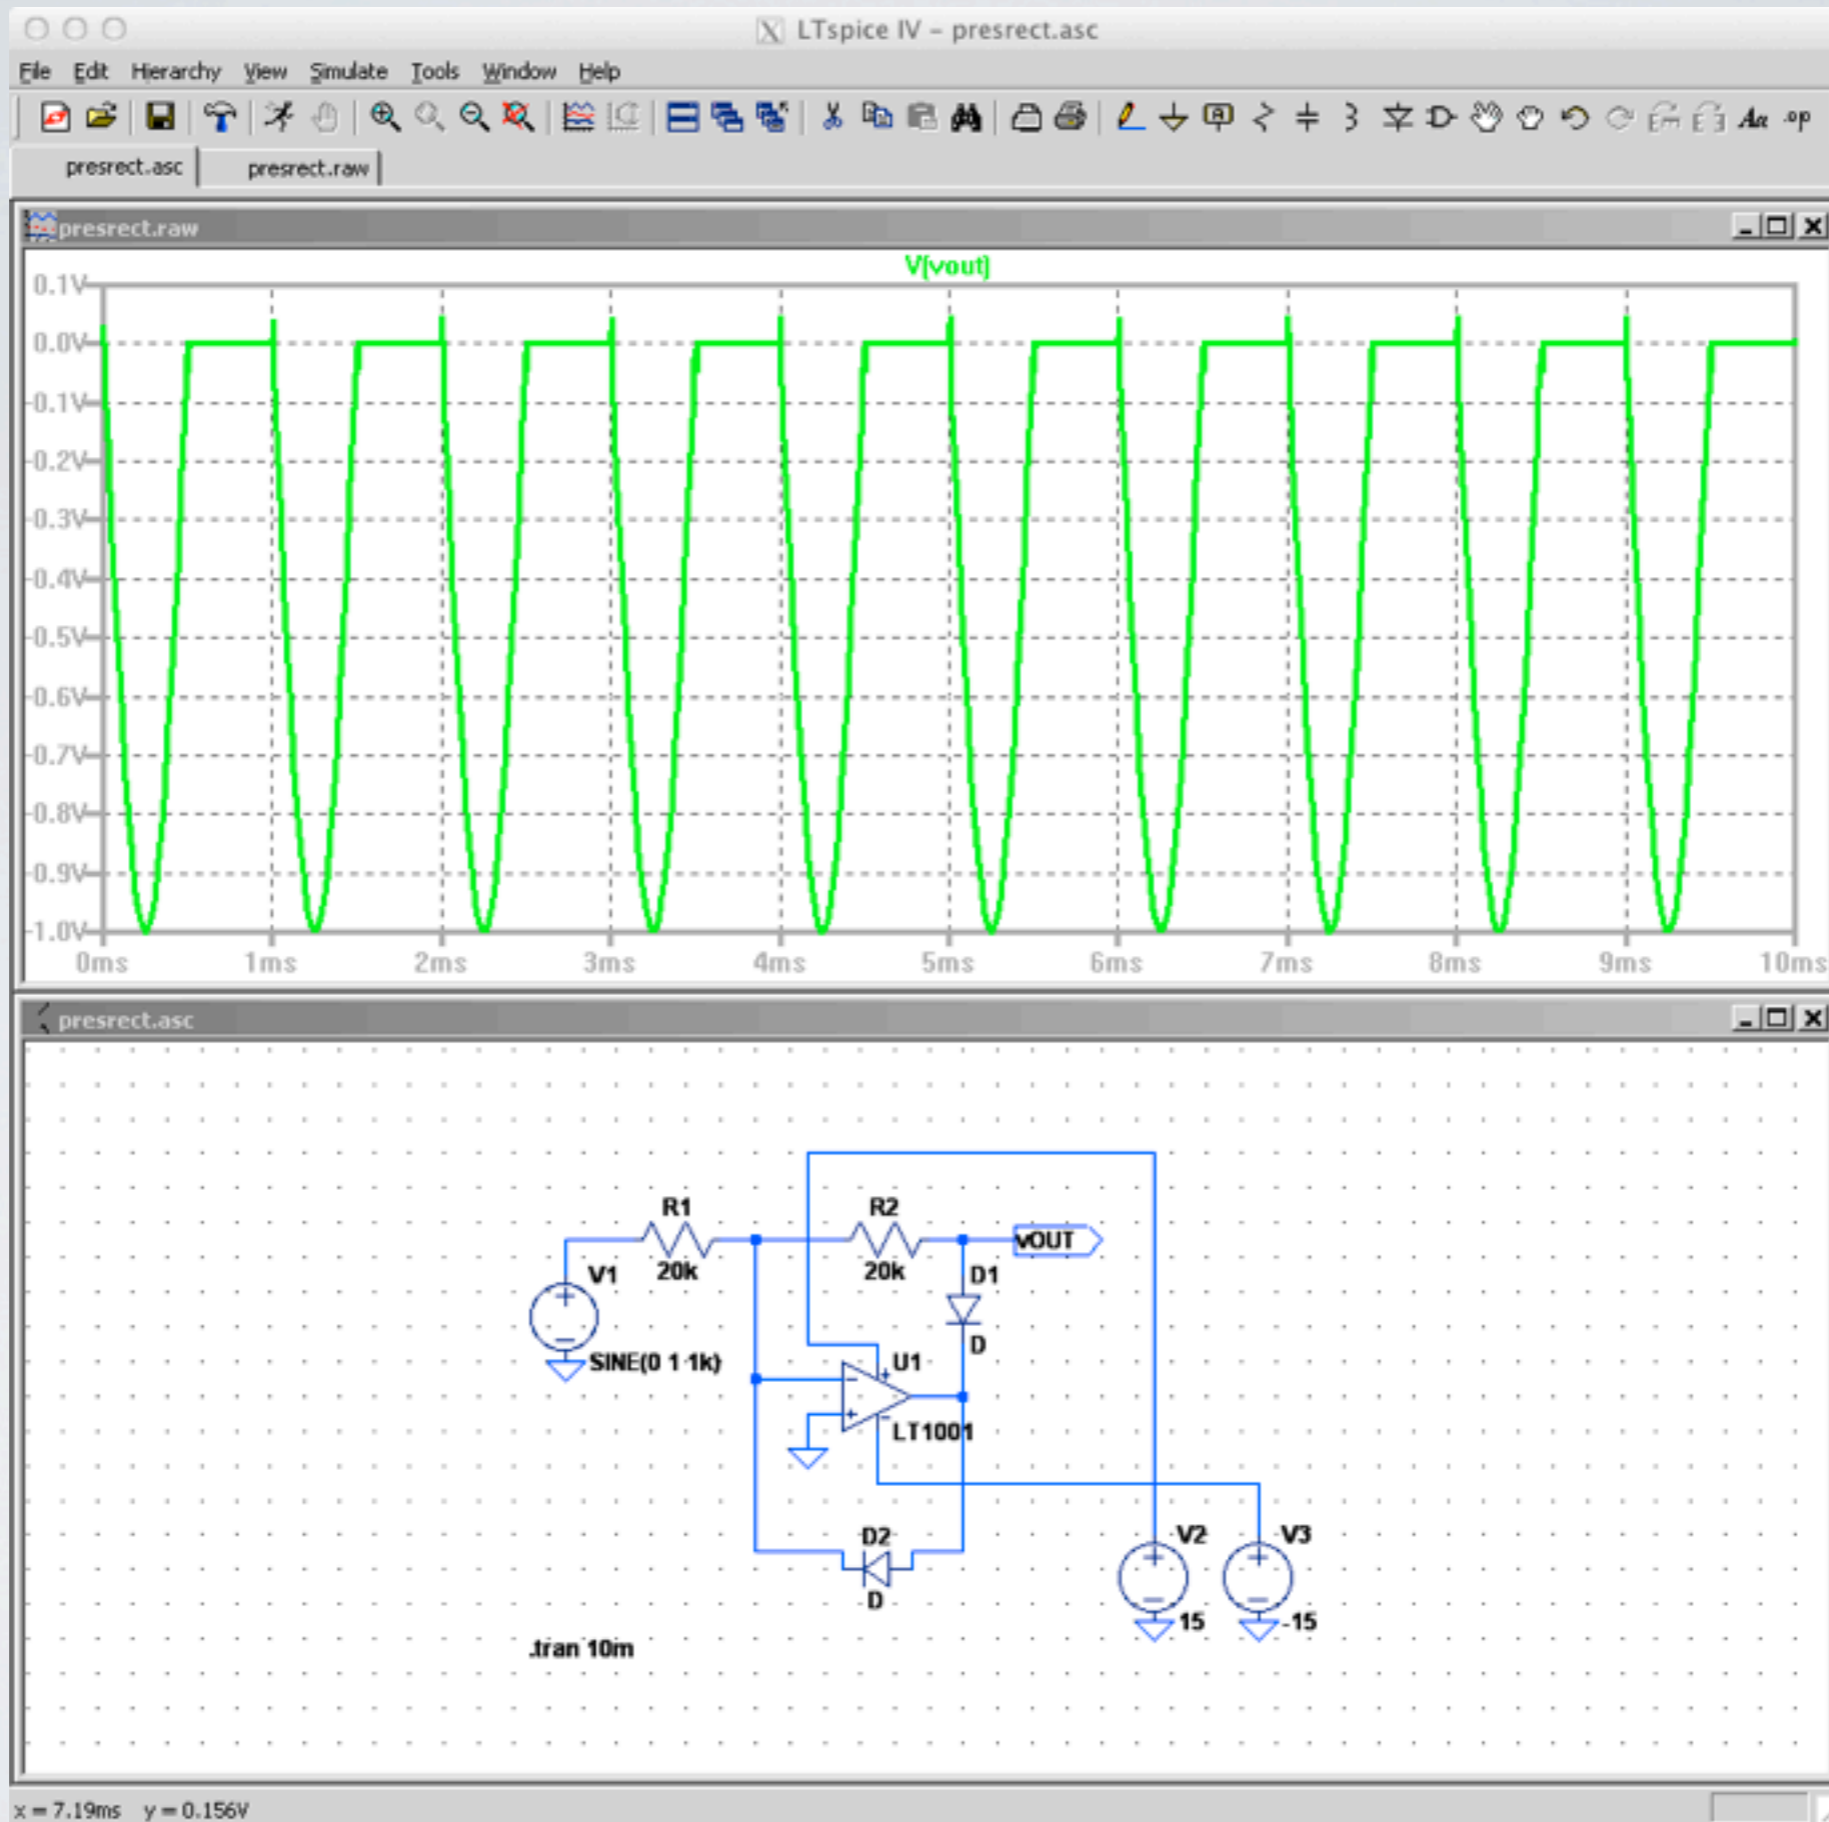 LTspice IV – presrect.asc
File Edit Hierarchy View Simulate Tools Window Help
A Aa .op
presrect.asc presrect.raw
presrect.raw
V[vout]
0.1V
0.0V
-0.1V
-0.2V
-0.3V
-0.4V
-0.5V
-0.6V
-0.7V
-0.8V
-0.9V
-1.0V
0ms 1ms 2ms 3ms 4ms 5ms 6ms 7ms 8ms 9ms 10ms
presrect.asc
R1 R2
vOUT
20k 20k
V1 D1
D
SINE(0 1 1k) U1
LT1001
D2 V2 V3
D
15 -15
.tran 10m
x = 7.19ms y = 0.156V